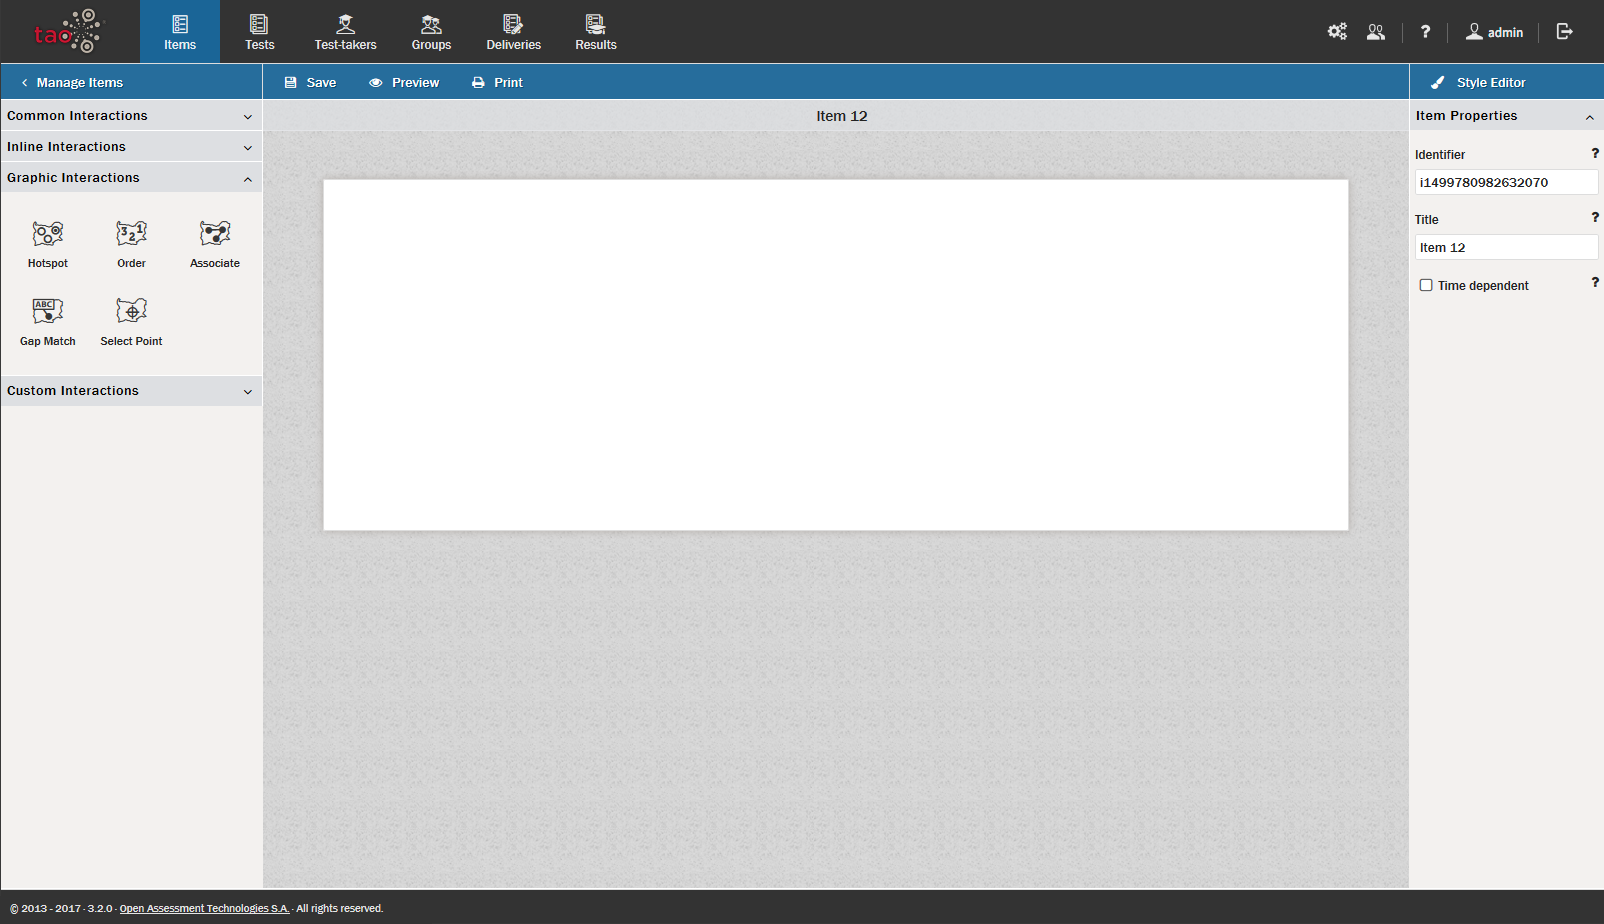 tao
Items
Tests
Test-takers
Groups
Deliveries
Results
?
admin
Manage Items
Save
Preview
Print
Style Editor
Common Interactions
Inline Interactions
Graphic Interactions
321
Hotspot
Order
Associate
ABC
Gap Match
Select Point
Custom Interactions
Item 12
Item Properties
Identifier ?
i1499780982632070
Title ?
Item 12
Time dependent ?
© 2013 - 2017 · 3.2.0 · Open Assessment Technologies S.A. · All rights reserved.